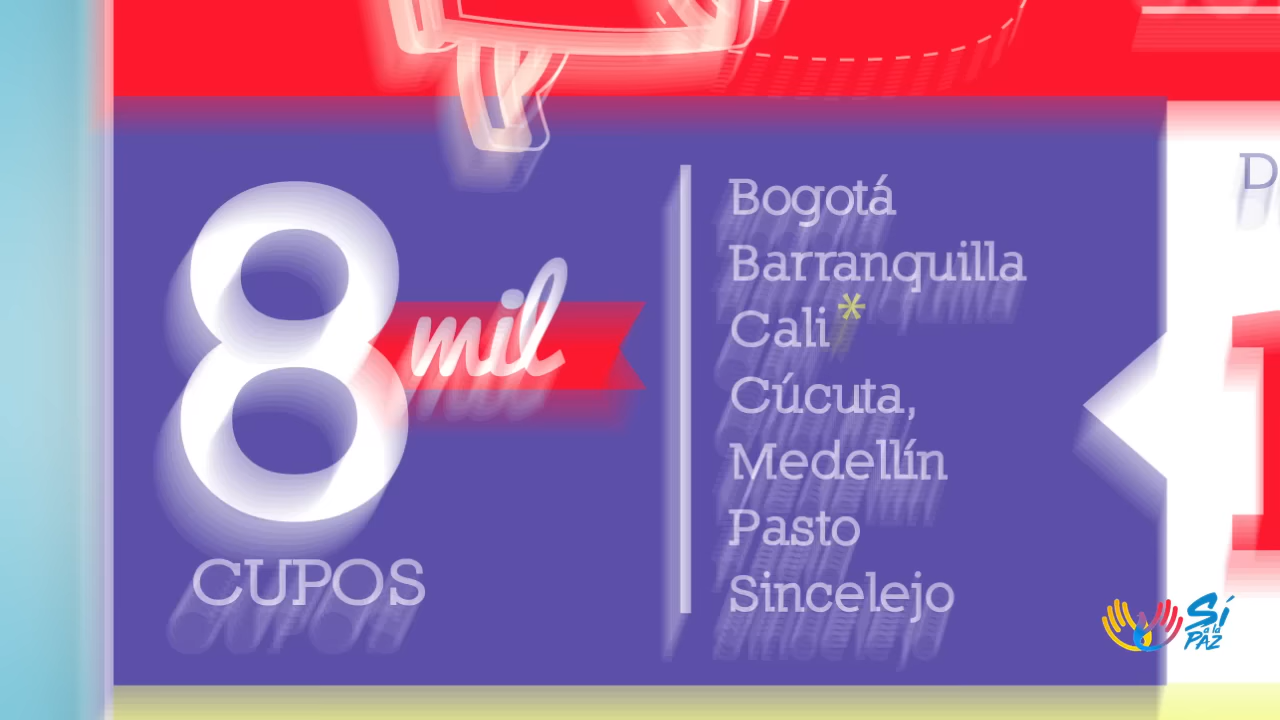 8 mil
CUPOS
Bogotá
Barranquilla
Cali*
Cúcuta,
Medellín
Pasto
Sincelejo
Sí
a la
PAZ